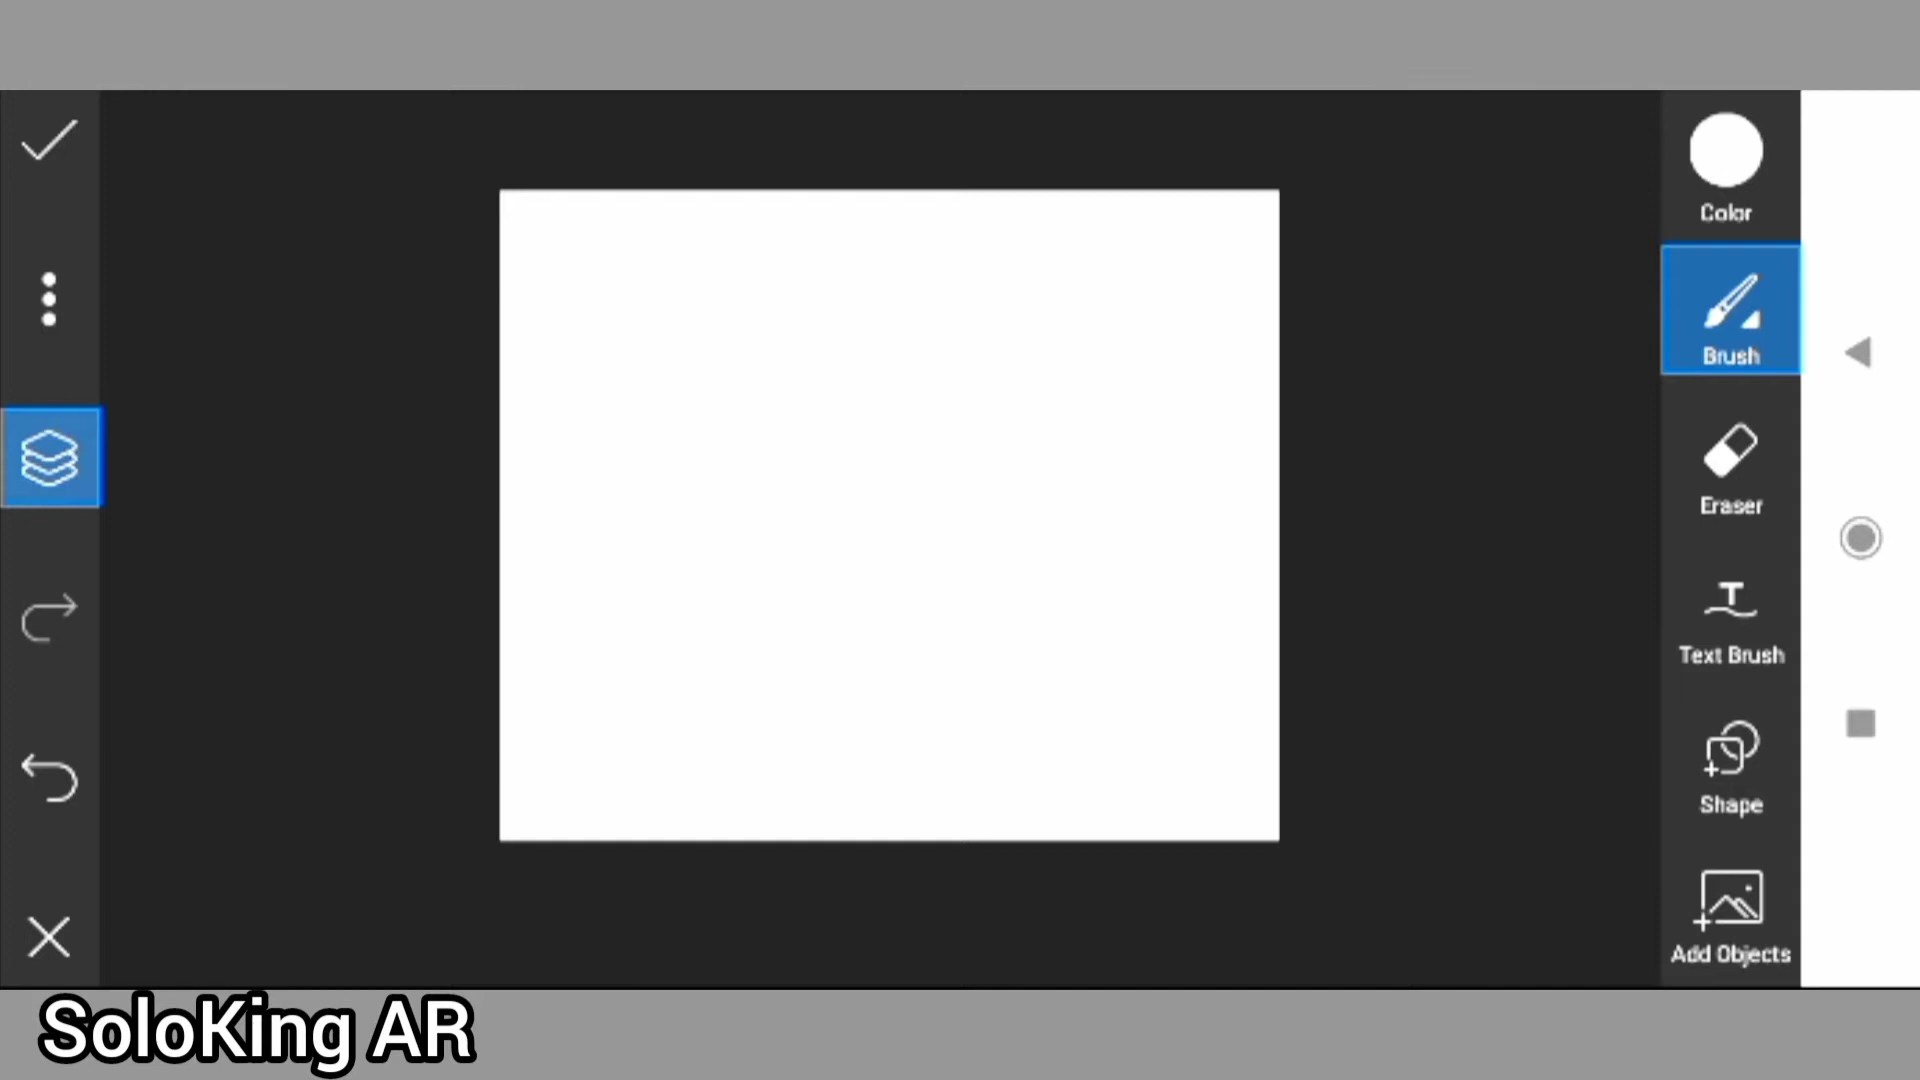 Color
Brush
Eraser
Text Brush
Shape
Add Objects
SoloKing AR